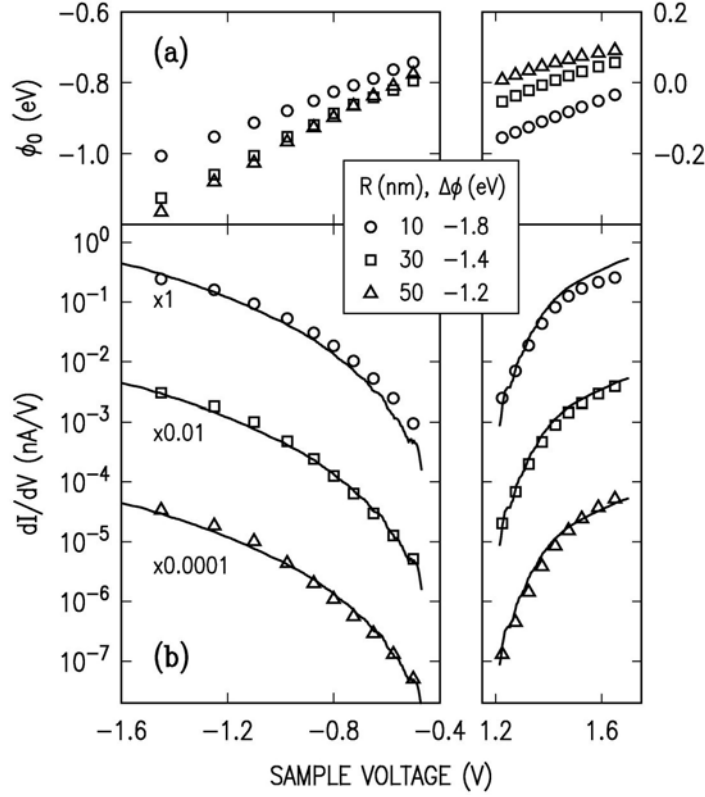 (a)
ϕ0 (eV)
−0.6
−0.8
−1.0
0.2
0.0
−0.2
R (nm), Δϕ (eV)
10 −1.8
30 −1.4
50 −1.2
10^0
10^−1
10^−2
10^−3
10^−4
10^−5
10^−6
10^−7
dI/dV (nA/V)
x1
x0.01
x0.0001
(b)
−1.6 −1.2 −0.8 −0.4 1.2 1.6
SAMPLE VOLTAGE (V)